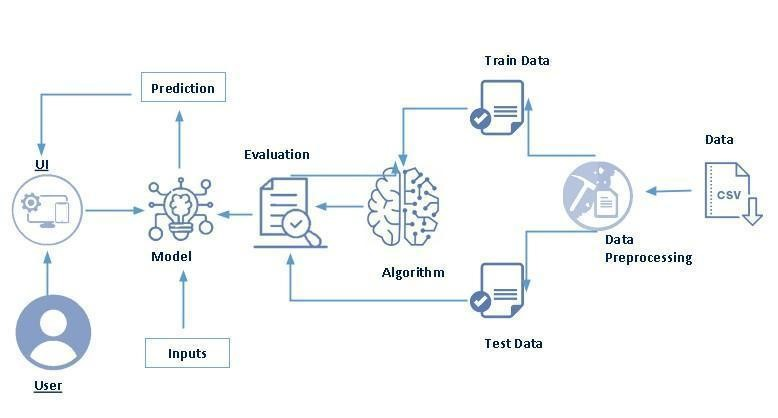 Train Data
Prediction
Data
Evaluation
UI
CSV
Model
Data
Preprocessing
Algorithm
Inputs
Test Data
User